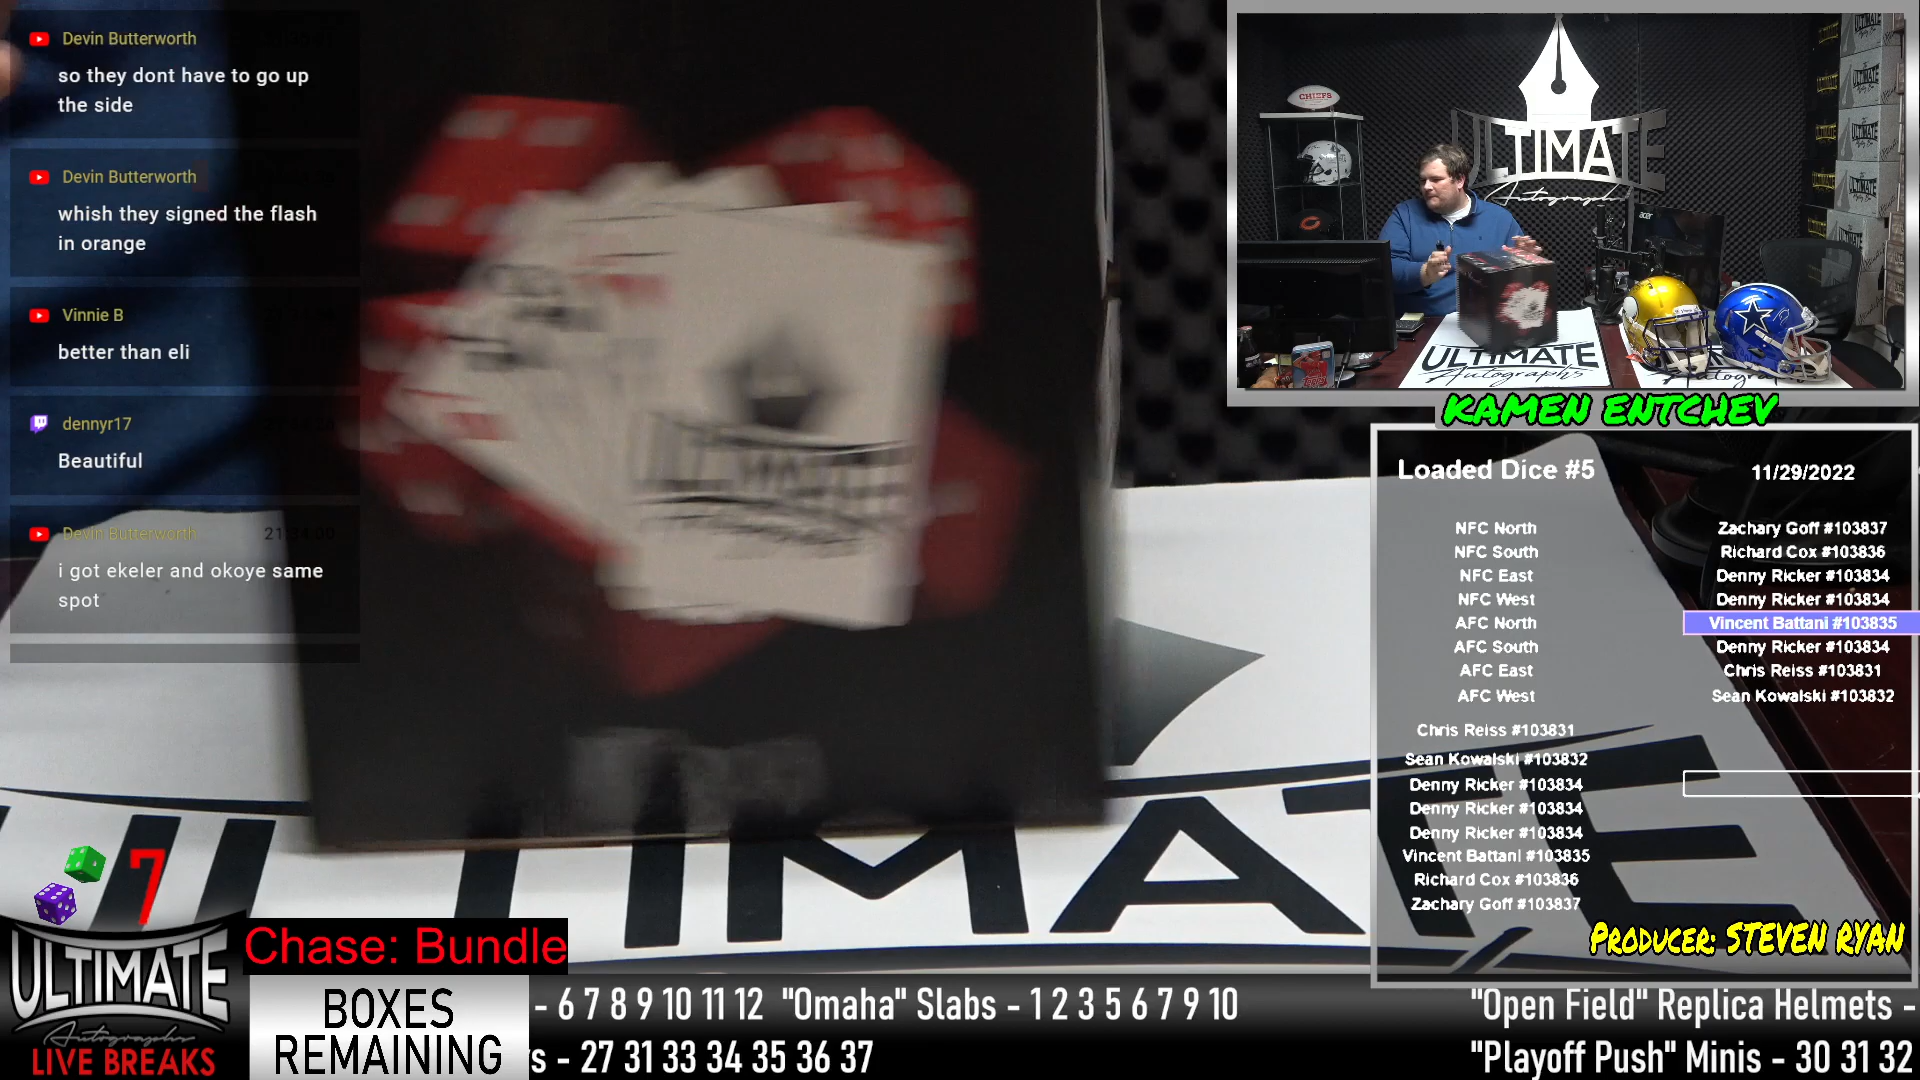 Devin Butterworth
so they dont have to go up
the side
Devin Butterworth
whish they signed the flash
in orange
Vinnie B
better than eli
dennyr17
Beautiful
Devin Butterworth
i got ekeler and okoye same
spot
CHIEFS
ULTIMATE
Autographs
acer
ULTIMATE
Autographs
KAMEN ENTCHEV
Loaded Dice #5 11/29/2022
NFC North Zachary Goff #103837
NFC South Richard Cox #103836
NFC East Denny Ricker #103834
NFC West Denny Ricker #103834
AFC North Vincent Battani #103835
AFC South Denny Ricker #103834
AFC East Chris Reiss #103831
AFC West Sean Kowalski #103832
Chris Reiss #103831
Sean Kowalski #103832
Denny Ricker #103834
Denny Ricker #103834
Denny Ricker #103834
Vincent Battani #103835
Richard Cox #103836
Zachary Goff #103837
PRODUCER: STEVEN RYAN
ULTIMATE
7
ULTIMATE
Autographs
LIVE BREAKS
Chase: Bundle
BOXES
REMAINING
- 6 7 8 9 10 11 12 "Omaha" Slabs - 1 2 3 5 6 7 9 10 "Open Field" Replica Helmets -
s - 27 31 33 34 35 36 37 "Playoff Push" Minis - 30 31 32